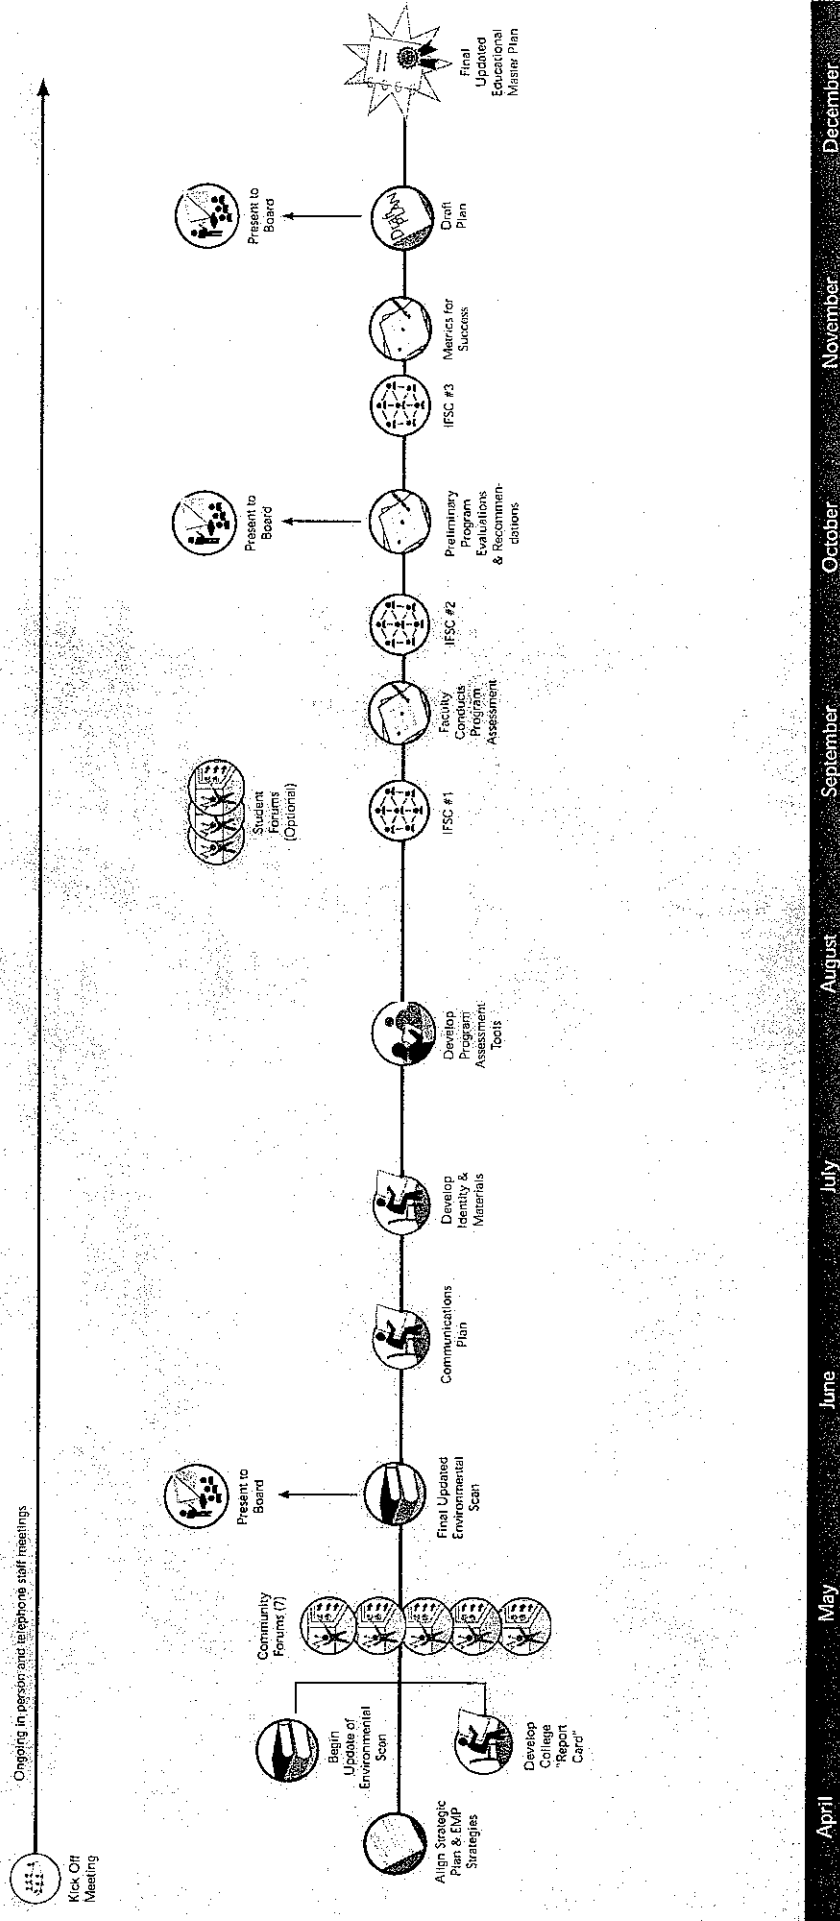 Kick Off
Meeting
Ongoing in person and telephone staff meetings
Align Strategic
Plan & EMP
Strategies
Begin
Update of
Environmental
Scan
Develop
College
"Report
Card"
Community
Forums (7)
Present to
Board
Final Updated
Environmental
Scan
Communications
Plan
Develop
Identity &
Materials
Develop
Program
Assessment
Tools
Student
Forums
(Optional)
IFSC #1
Faculty
Conducts
Program
Assessment
IFSC #2
Present to
Board
Preliminary
Program
Evaluations
& Recommen-
dations
IFSC #3
Metrics for
Success
Present to
Board
Draft
Plan
Draft
Plan
Final
Updated
Educational
Master Plan
April
May
June
July
August
September
October
November
December